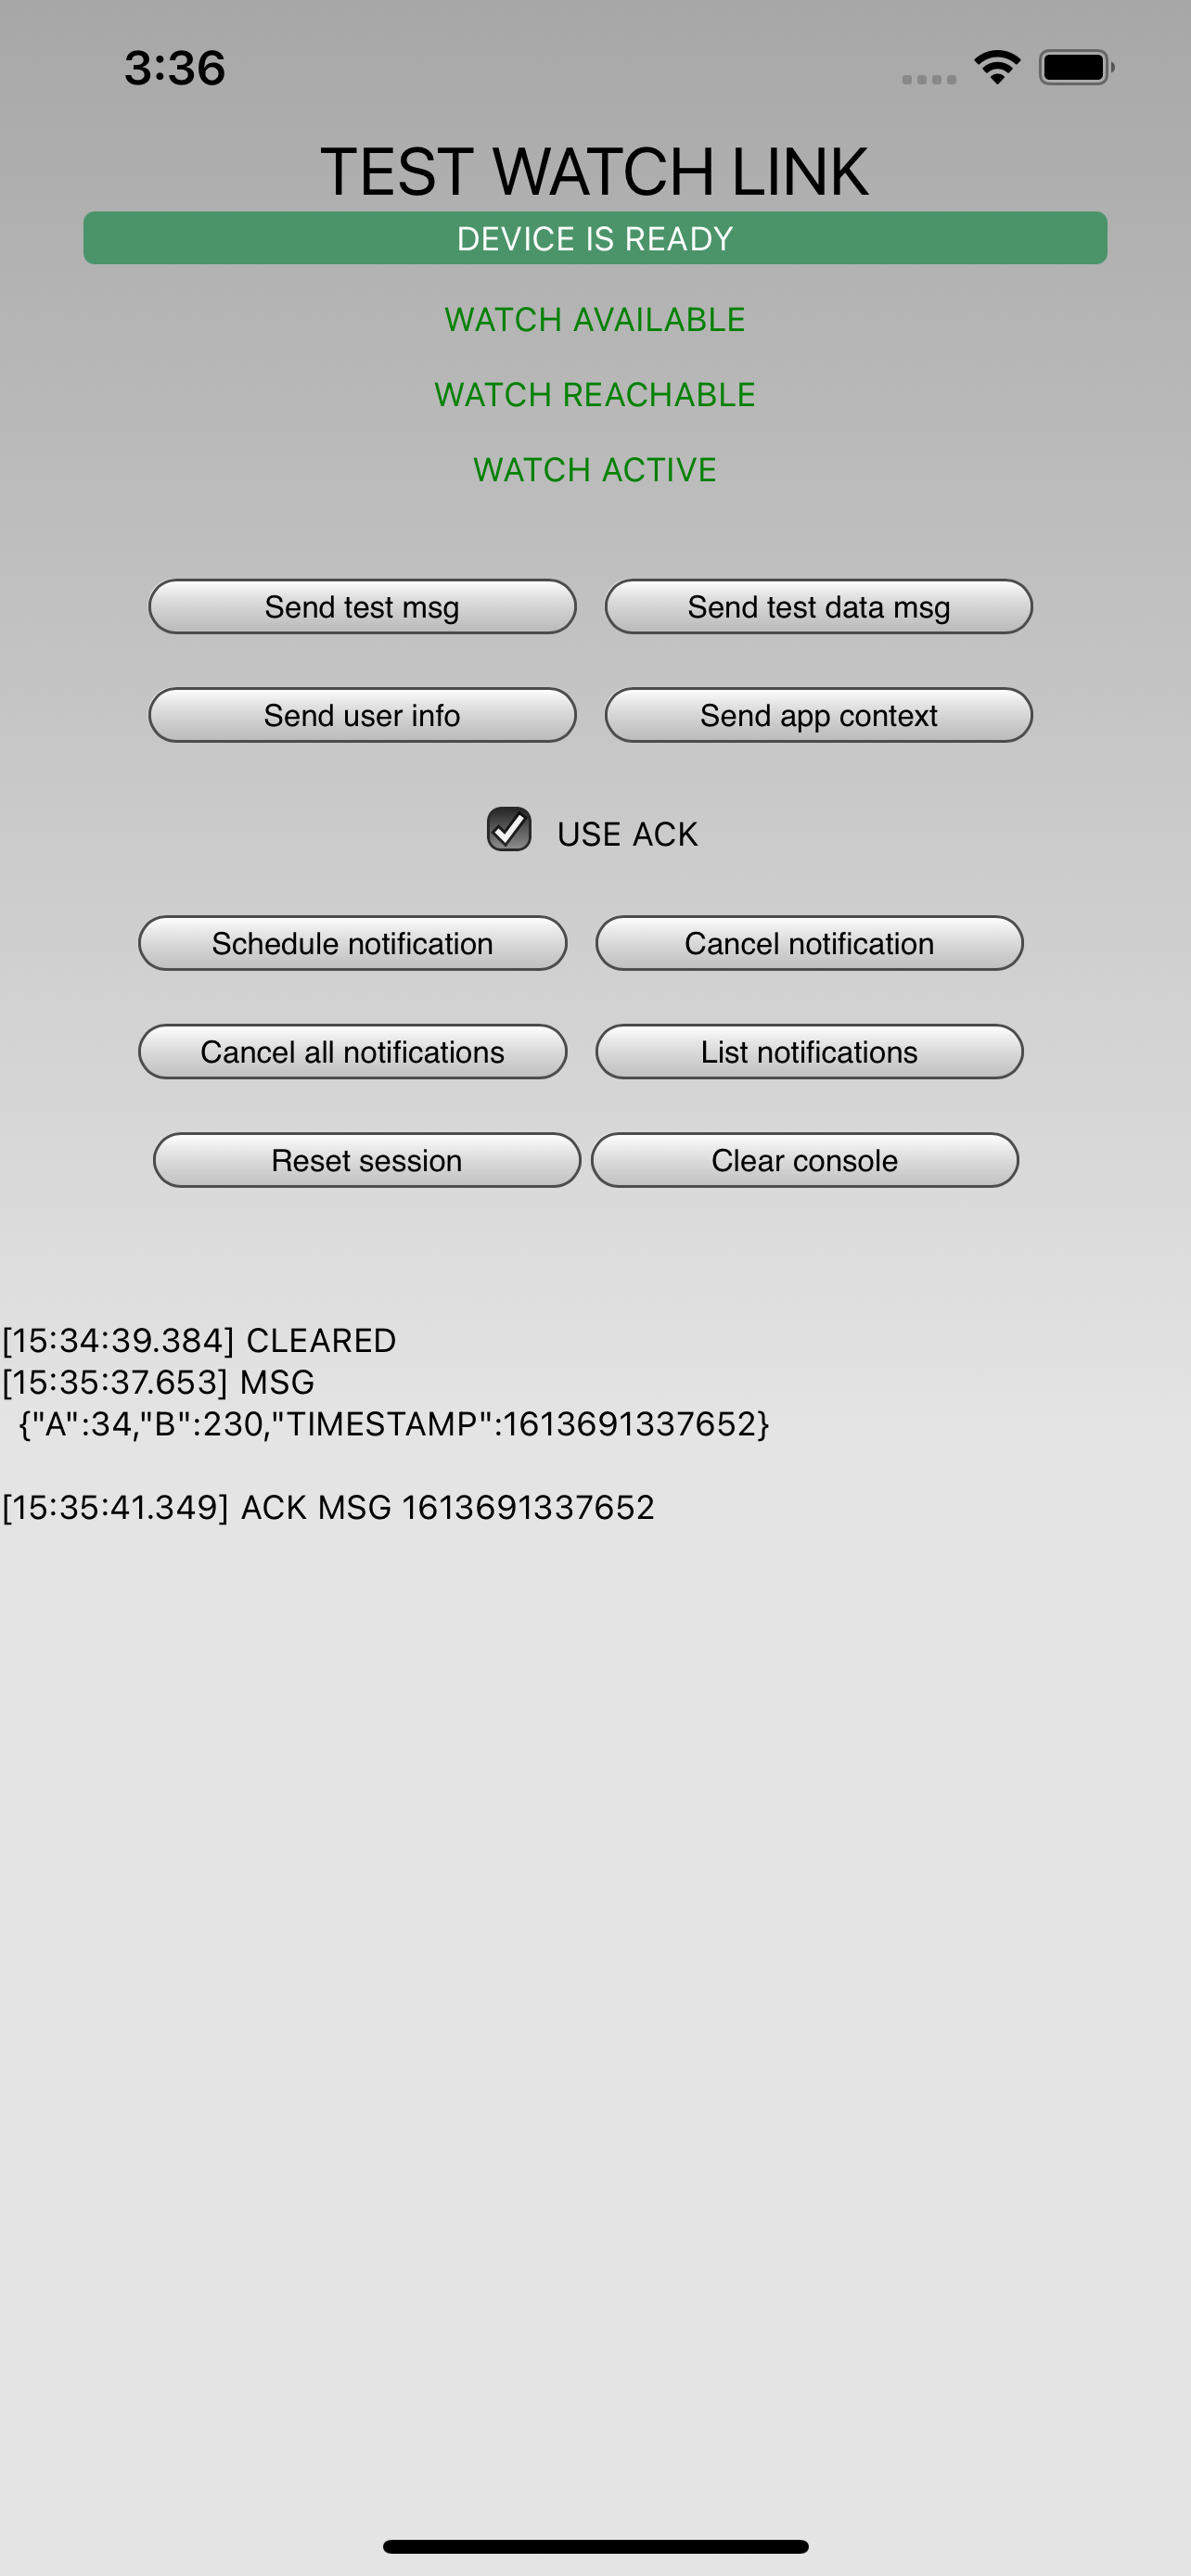 3:36
TEST WATCH LINK
DEVICE IS READY
WATCH AVAILABLE
WATCH REACHABLE
WATCH ACTIVE
Send test msg Send test data msg
Send user info Send app context
USE ACK
Schedule notification Cancel notification
Cancel all notifications List notifications
Reset session Clear console
[15:34:39.384] CLEARED
[15:35:37.653] MSG
{"A":34,"B":230,"TIMESTAMP":1613691337652}
[15:35:41.349] ACK MSG 1613691337652